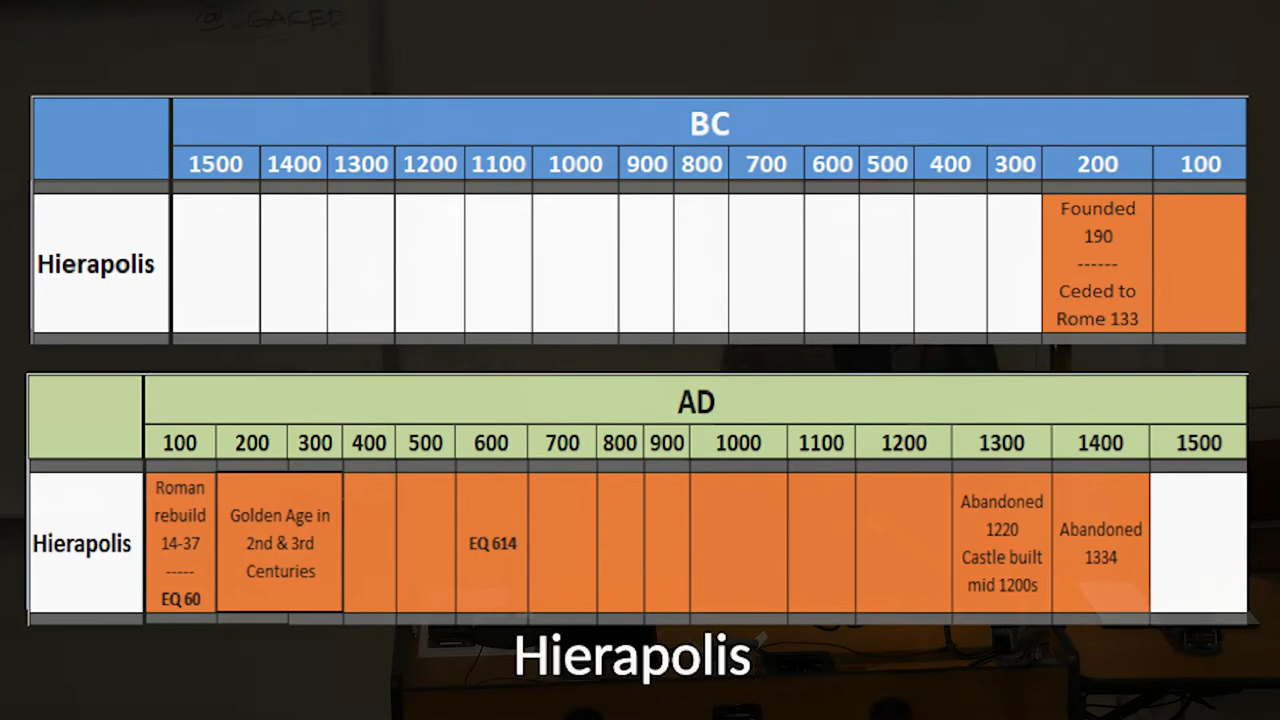 @UGACED
BC
1500 1400 1300 1200 1100 1000 900 800 700 600 500 400 300 200 100
Hierapolis
Founded
190
------
Ceded to
Rome 133
AD
100 200 300 400 500 600 700 800 900 1000 1100 1200 1300 1400 1500
Hierapolis
Roman
rebuild
14-37
-----
EQ 60
Golden Age in
2nd & 3rd
Centuries
EQ 614
Abandoned
1220
Castle built
mid 1200s
Abandoned
1334
Hierapolis